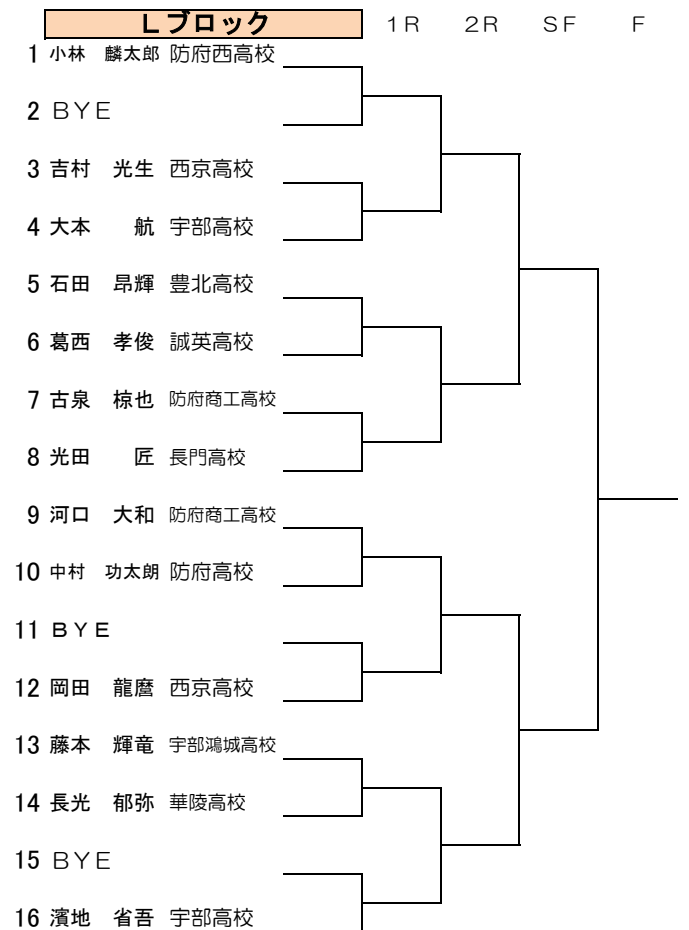 Lブロック 1R 2R SF F
1 小林 麟太郎 防府西高校
2 BYE
3 吉村 光生 西京高校
4 大本 航 宇部高校
5 石田 昂輝 豊北高校
6 葛西 孝俊 誠英高校
7 古泉 椋也 防府商工高校
8 光田 匠 長門高校
9 河口 大和 防府商工高校
10 中村 功太朗 防府高校
11 BYE
12 岡田 龍麿 西京高校
13 藤本 輝竜 宇部鴻城高校
14 長光 郁弥 華陵高校
15 BYE
16 濱地 省吾 宇部高校